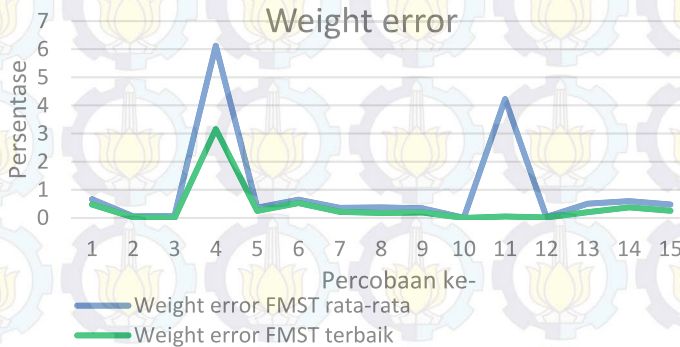 Weight error
Persentase
7
6
5
4
3
2
1
0
1 2 3 4 5 6 7 8 9 10 11 12 13 14 15
Percobaan ke-
Weight error FMST rata-rata
Weight error FMST terbaik